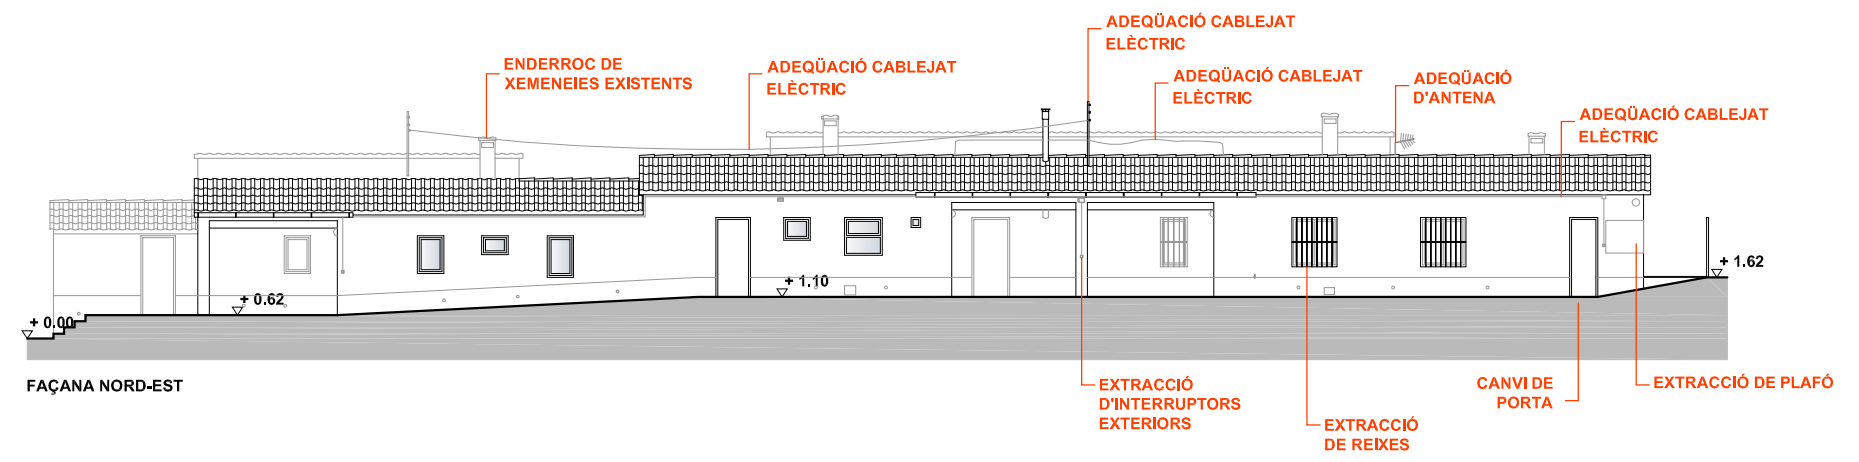 ADEQÜACIÓ CABLEJAT
ELÈCTRIC
ENDERROC DE
XEMENEIES EXISTENTS
ADEQÜACIÓ CABLEJAT
ELÈCTRIC
ADEQÜACIÓ CABLEJAT
ELÈCTRIC
ADEQÜACIÓ
D'ANTENA
ADEQÜACIÓ CABLEJAT
ELÈCTRIC
+ 0.00
+ 0.62
+ 1.10
+ 1.62
FAÇANA NORD-EST
EXTRACCIÓ
D'INTERRUPTORS
EXTERIORS
EXTRACCIÓ
DE REIXES
CANVI DE
PORTA
EXTRACCIÓ DE PLAFÓ